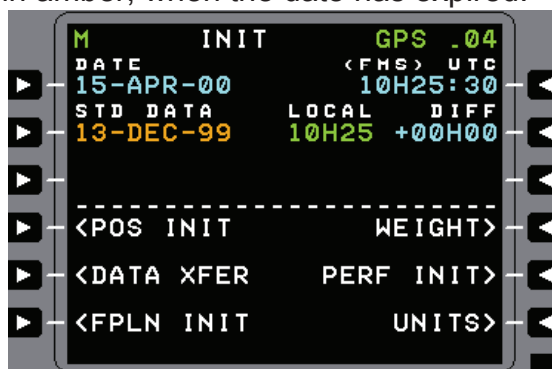 in amber, when the date has expired.
M INIT GPS .04
DATE (FMS) UTC
15-APR-00 10H25:30
STD DATA LOCAL DIFF
13-DEC-99 10H25 +00H00
--------------------------
<POS INIT WEIGHT>
<DATA XFER PERF INIT>
<FPLN INIT UNITS>